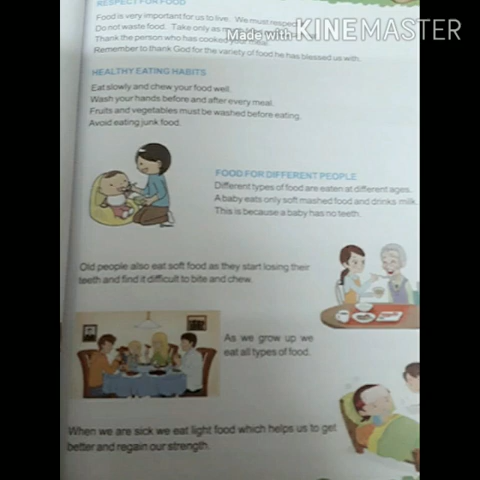 RESPECT FOR FOOD
Food is very important for us to live. We must respect
Do not waste food. Take only as m
Made with KINEMASTER
Thank the person who has cooked your meal.
Remember to thank God for the variety of food he has blessed us with.
HEALTHY EATING HABITS
Eat slowly and chew your food well.
Wash your hands before and after every meal.
Fruits and vegetables must be washed before eating.
Avoid eating junk food.
FOOD FOR DIFFERENT PEOPLE
Different types of food are eaten at different ages.
A baby eats only soft mashed food and drinks milk.
This is because a baby has no teeth.
Old people also eat soft food as they start losing their
teeth and find it difficult to bite and chew.
As we grow up we
eat all types of food.
When we are sick we eat light food which helps us to get
better and regain our strength.